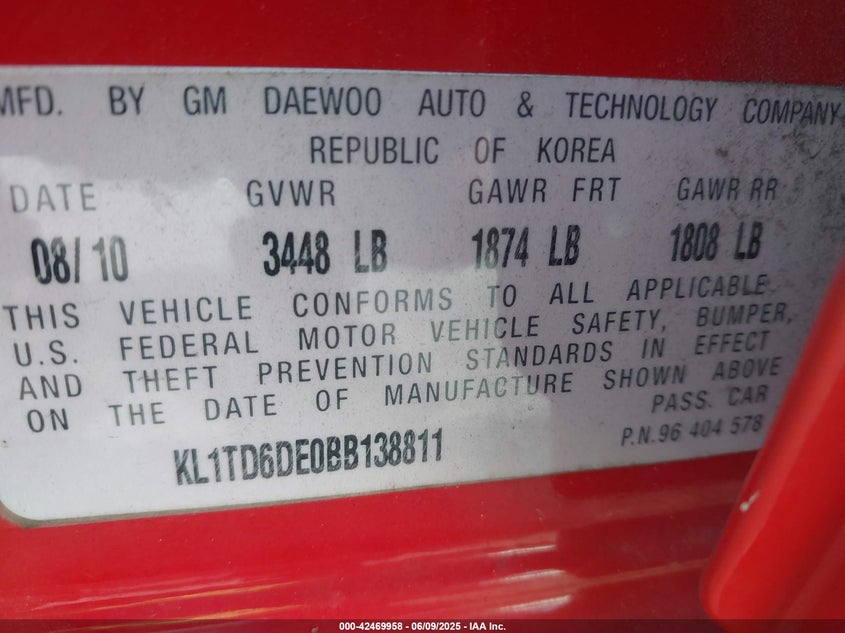 MFD. BY GM DAEWOO AUTO & TECHNOLOGY COMPANY
REPUBLIC OF KOREA
DATE GVWR GAWR FRT GAWR RR
08/10 3448 LB 1874 LB 1808 LB
THIS VEHICLE CONFORMS TO ALL APPLICABLE
U.S. FEDERAL MOTOR VEHICLE SAFETY, BUMPER,
AND THEFT PREVENTION STANDARDS IN EFFECT
ON THE DATE OF MANUFACTURE SHOWN ABOVE
PASS. CAR
KL1TD6DE0BB138811
P.N.96 404 578
000-42469958 - 06/09/2025 - IAA Inc.